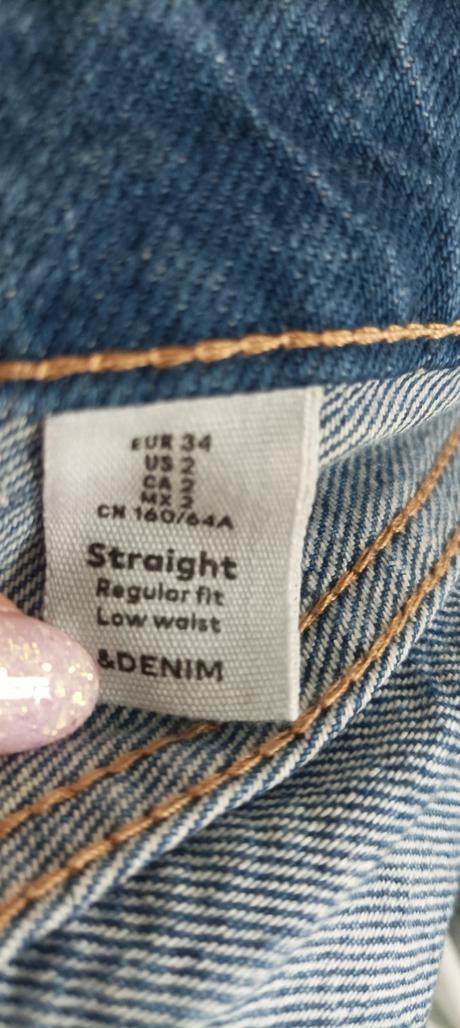 EUR 34
US 2
CA 2
MX 2
CN 160/64A
Straight
Regular fit
Low waist
&DENIM